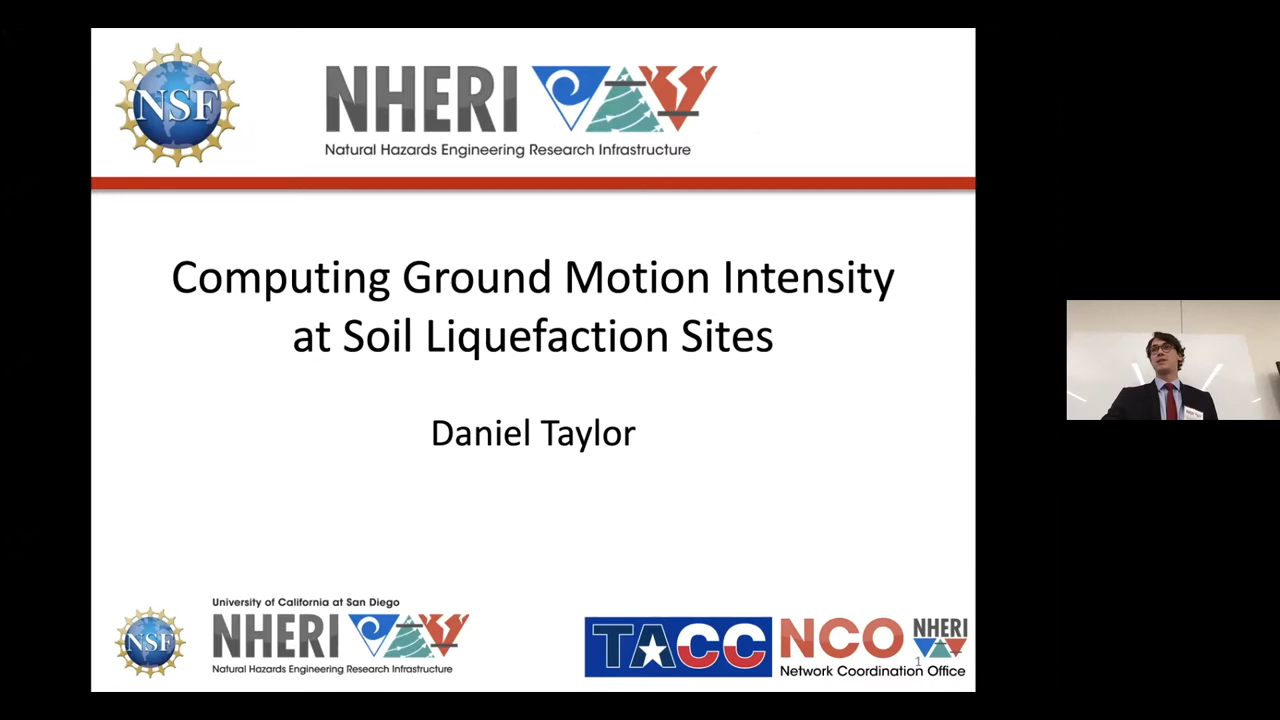 NSF
NHERI
Natural Hazards Engineering Research Infrastructure
Computing Ground Motion Intensity
at Soil Liquefaction Sites
Daniel Taylor
NSF
University of California at San Diego
NHERI
Natural Hazards Engineering Research Infrastructure
TACC
NCO
NHERI
1
Network Coordination Office